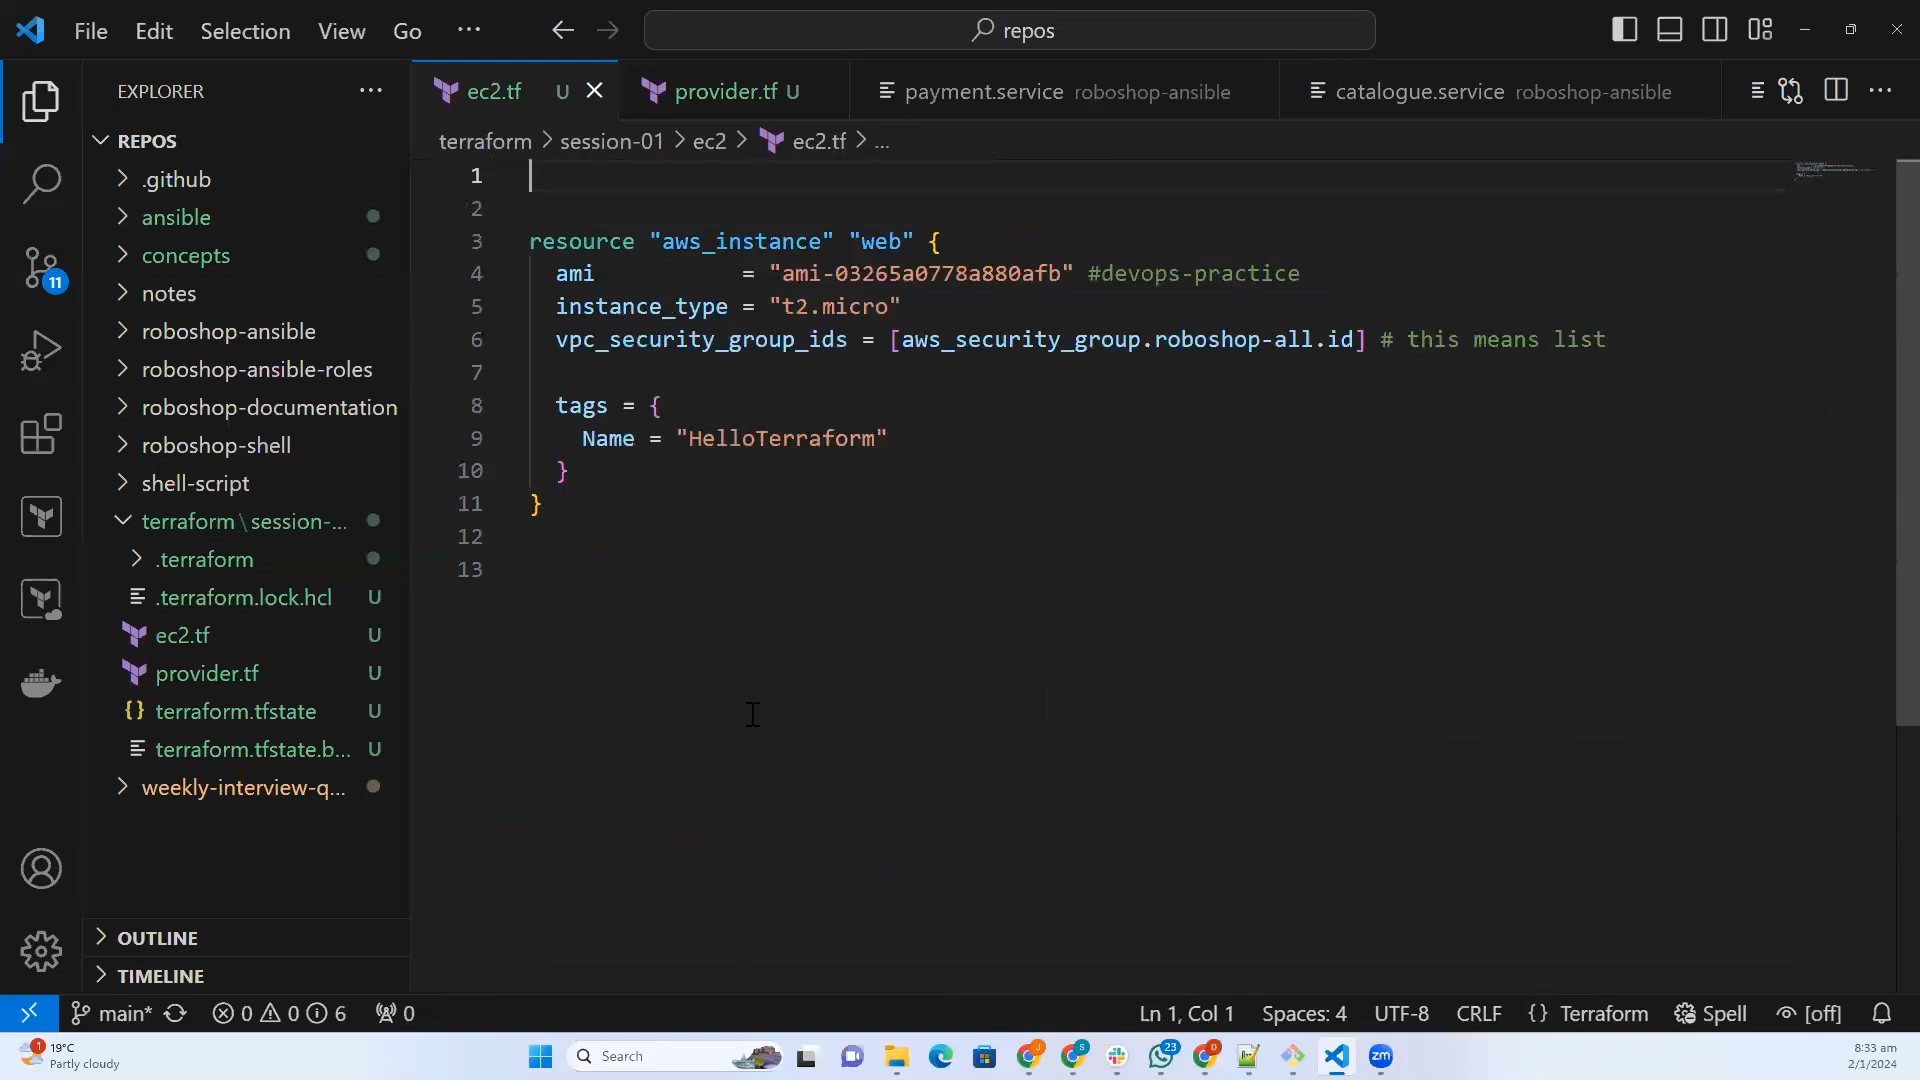 File Edit Selection View Go ... repos
EXPLORER ...
REPOS
.github
ansible
concepts
notes
roboshop-ansible
roboshop-ansible-roles
roboshop-documentation
roboshop-shell
shell-script
terraform\session-...
.terraform
.terraform.lock.hcl U
ec2.tf U
provider.tf U
terraform.tfstate U
terraform.tfstate.b... U
weekly-interview-q...
OUTLINE
TIMELINE
11
ec2.tf U provider.tf U payment.service roboshop-ansible catalogue.service roboshop-ansible
terraform > session-01 > ec2 > ec2.tf > ...
1
2
3 resource "aws_instance" "web" {
4 ami = "ami-03265a0778a880afb" #devops-practice
5 instance_type = "t2.micro"
6 vpc_security_group_ids = [aws_security_group.roboshop-all.id] # this means list
7
8 tags = {
9 Name = "HelloTerraform"
10 }
11 }
12
13
main* 0 0 6 0 Ln 1, Col 1 Spaces: 4 UTF-8 CRLF {} Terraform Spell [off]
1 19°C
Partly cloudy
Search
J S 23 D zm
8:33 am
2/1/2024